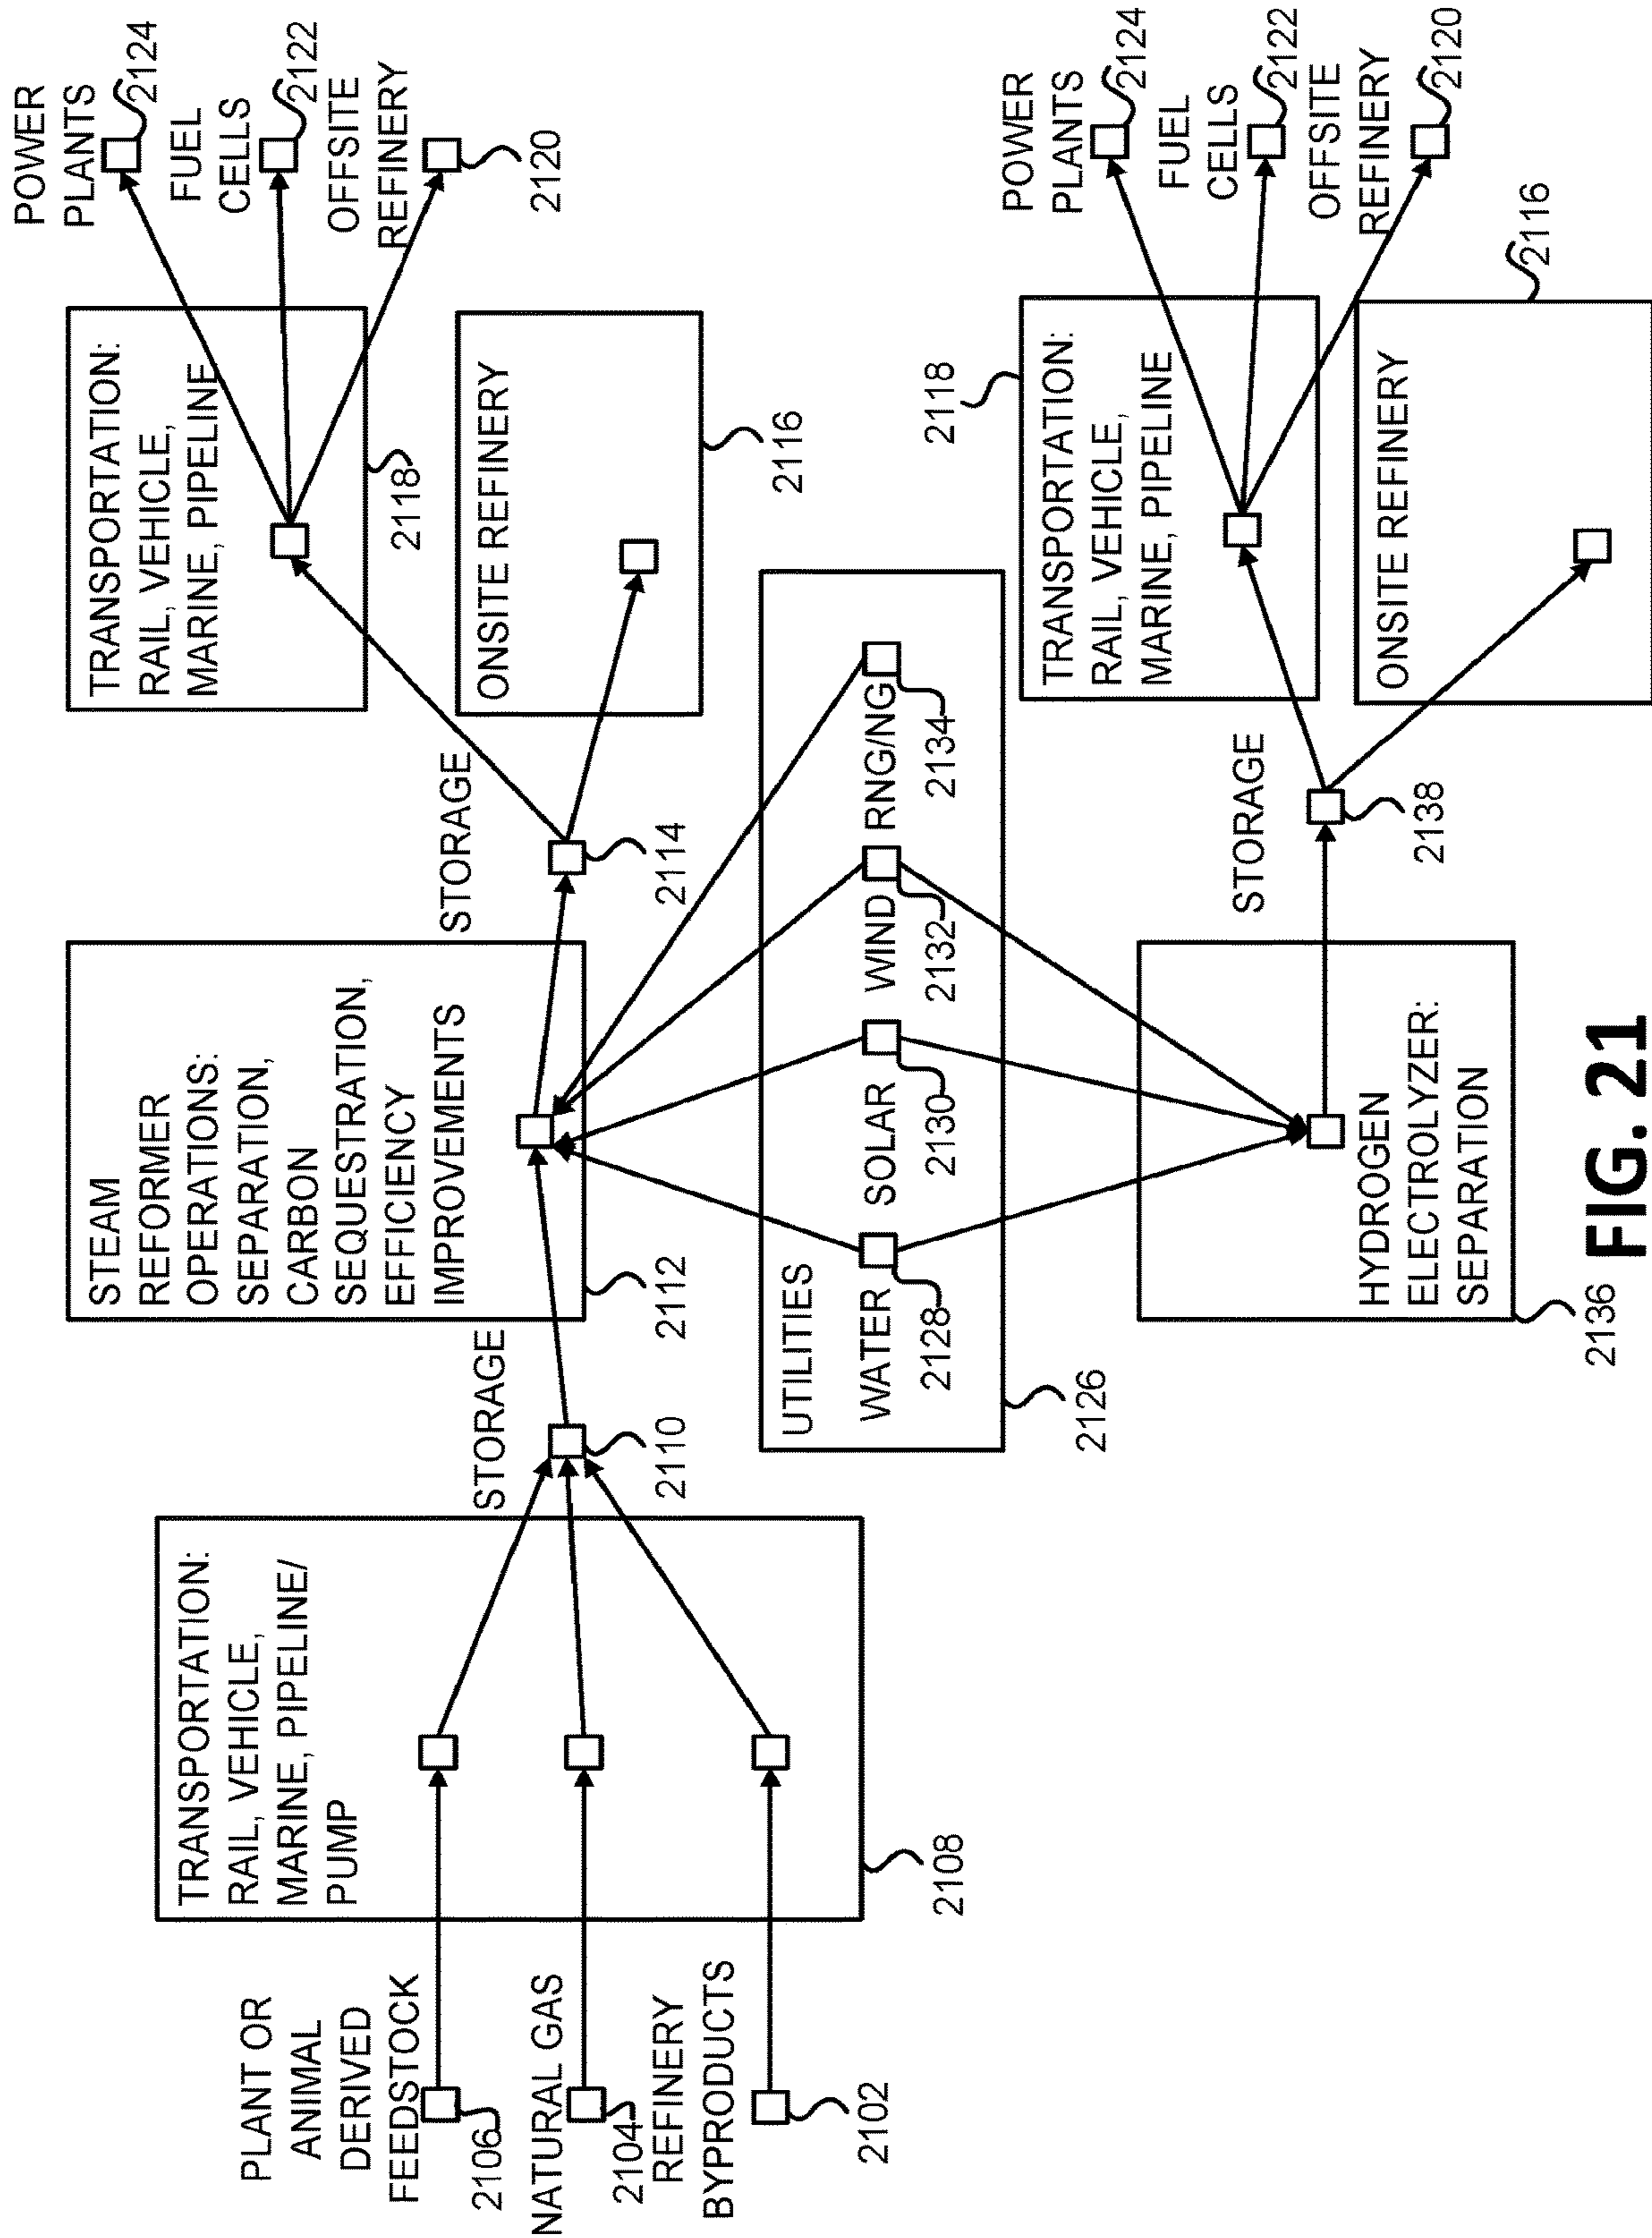 PLANT OR
ANIMAL
DERIVED
FEEDSTOCK
2106
NATURAL GAS
2104
REFINERY
BYPRODUCTS
2102
TRANSPORTATION:
RAIL, VEHICLE,
MARINE, PIPELINE/
PUMP
2108
STORAGE
2110
STEAM
REFORMER
OPERATIONS:
SEPARATION,
CARBON
SEQUESTRATION,
EFFICIENCY
IMPROVEMENTS
2112
STORAGE
2114
TRANSPORTATION:
RAIL, VEHICLE,
MARINE, PIPELINE
2118
ONSITE REFINERY
2116
POWER
PLANTS
2124
FUEL
CELLS
2122
OFFSITE
REFINERY
2120
UTILITIES
WATER
SOLAR
WIND
RNG/NG
2128
2130
2132
2134
2126
HYDROGEN
ELECTROLYZER:
SEPARATION
2136
STORAGE
2138
2118
TRANSPORTATION:
RAIL, VEHICLE,
MARINE, PIPELINE
ONSITE REFINERY
2116
POWER
PLANTS
2124
FUEL
CELLS
2122
OFFSITE
REFINERY
2120
FIG. 21